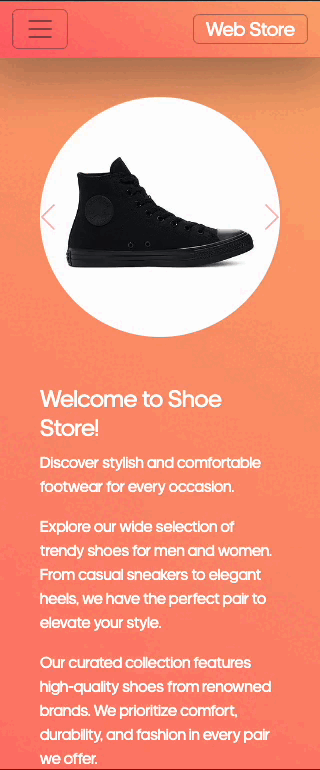 Web Store
Welcome to Shoe
Store!
Discover stylish and comfortable
footwear for every occasion.
Explore our wide selection of
trendy shoes for men and women.
From casual sneakers to elegant
heels, we have the perfect pair to
elevate your style.
Our curated collection features
high-quality shoes from renowned
brands. We prioritize comfort,
durability, and fashion in every pair
we offer.